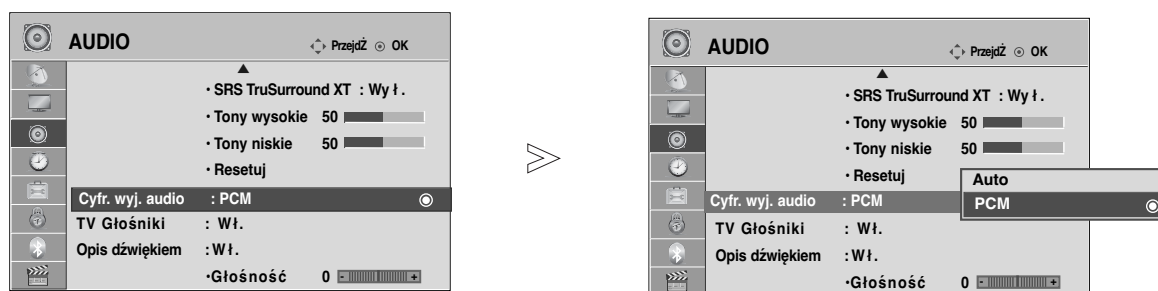 AUDIO
PrzejdŹ OK
• SRS TruSurround XT : Wy ł .
• Tony wysokie 50
• Tony niskie 50
• Resetuj
Cyfr. wyj. audio : PCM
TV Głośniki : Wł.
Opis dźwiękiem : Wł.
•Głośność 0 - +
AUDIO
PrzejdŹ OK
• SRS TruSurround XT : Wy ł .
• Tony wysokie 50
• Tony niskie 50
• Resetuj
Cyfr. wyj. audio : PCM
Auto
PCM
TV Głośniki : Wł.
Opis dźwiękiem : Wł.
•Głośność 0 - +